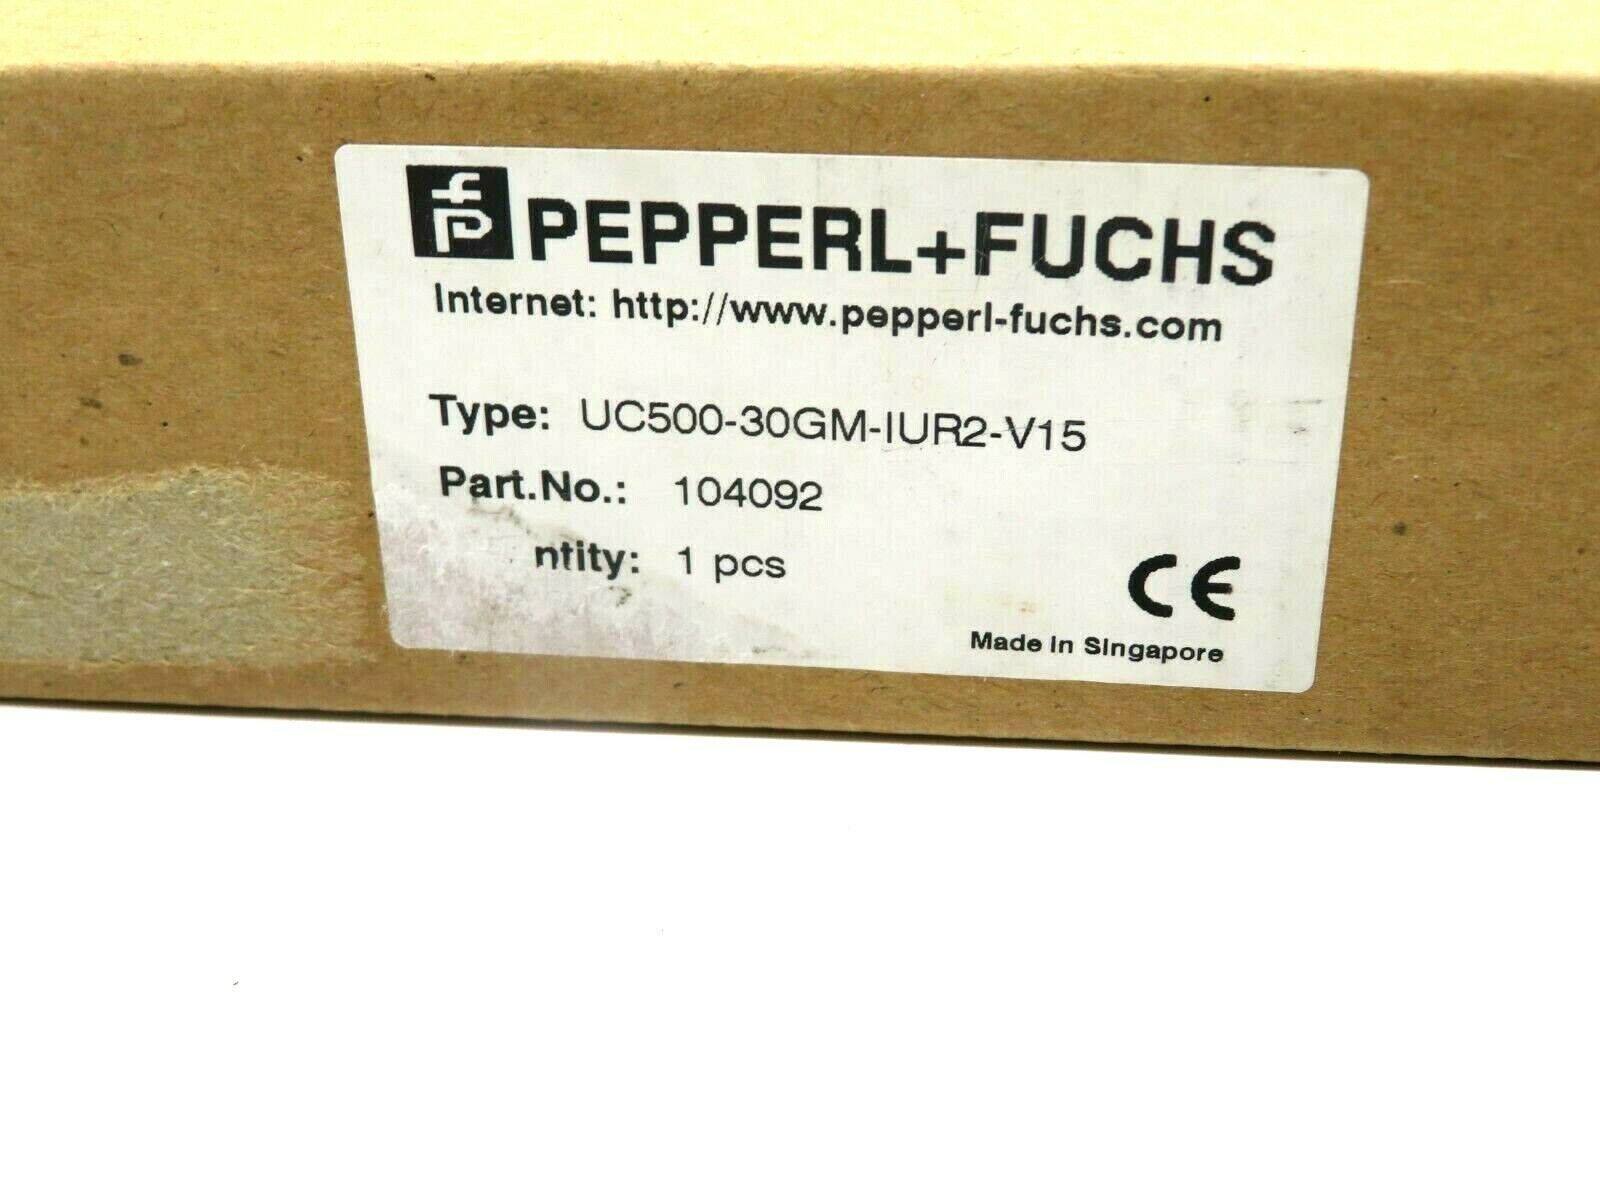 PEPPERL+FUCHS
Internet: http://www.pepperl-fuchs.com
Type: UC500-30GM-IUR2-V15
Part.No.: 104092
ntity: 1 pcs
CE
Made in Singapore